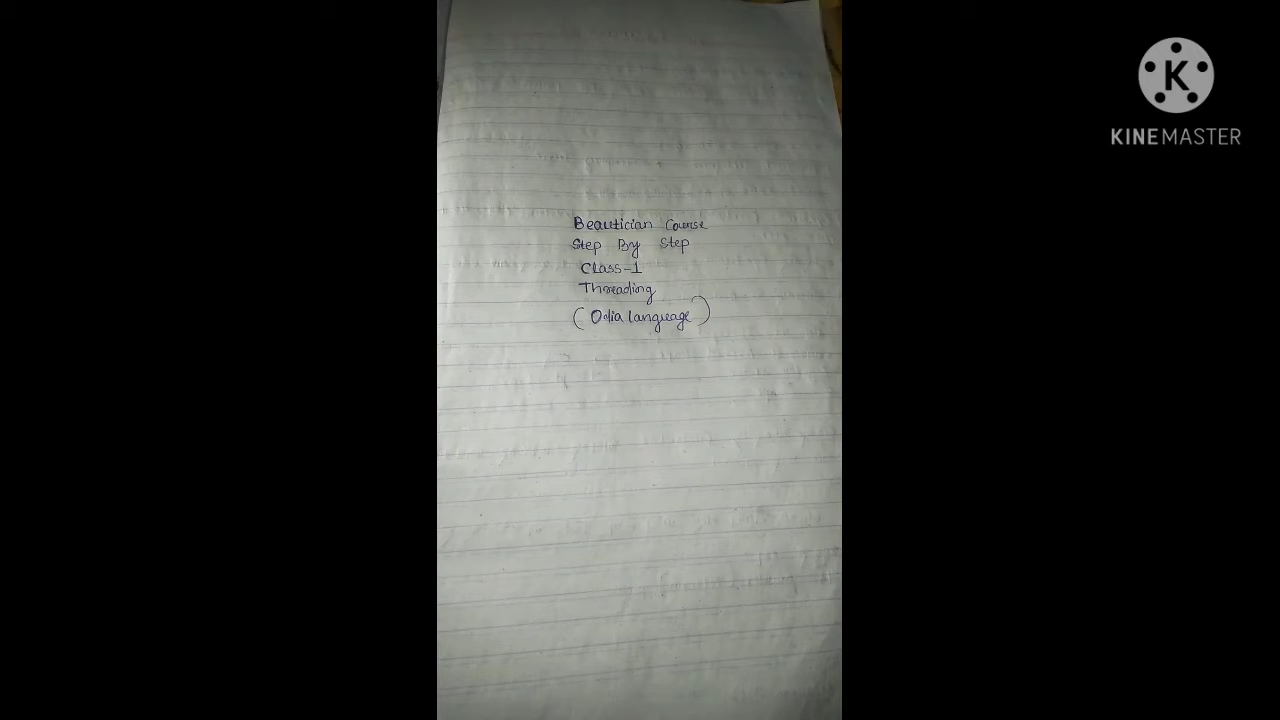 Beautician Course
Step By Step
Class-1
Threading
(Odia language)
KINEMASTER